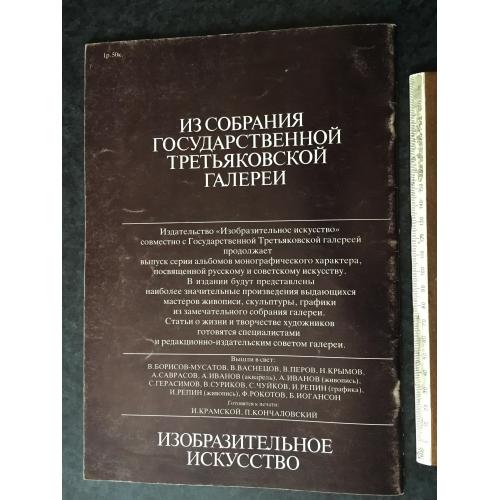 1р.50к.
ИЗ СОБРАНИЯ
ГОСУДАРСТВЕННОЙ
ТРЕТЬЯКОВСКОЙ
ГАЛЕРЕИ
Издательство «Изобразительное искусство»
совместно с Государственной Третьяковской галереей
продолжает
выпуск серии альбомов монографического характера,
посвященной русскому и советскому искусству.
В издании будут представлены
наиболее значительные произведения выдающихся
мастеров живописи, скульптуры, графики
из замечательного собрания галереи.
Статьи о жизни и творчестве художников
готовятся специалистами
и редакционно-издательским советом галереи.
Вышли в свет:
В.БОРИСОВ-МУСАТОВ, В.ВАСНЕЦОВ, В.ПЕРОВ, Н.КРЫМОВ,
А.САВРАСОВ, А.ИВАНОВ (акварель), А.ИВАНОВ (живопись),
С.ГЕРАСИМОВ, В.СУРИКОВ, С.ЧУЙКОВ, И.РЕПИН (графика),
И.РЕПИН (живопись), Ф.РОКОТОВ, Б.ИОГАНСОН
Готовятся к печати:
И.КРАМСКОЙ, П.КОНЧАЛОВСКИЙ
ИЗОБРАЗИТЕЛЬНОЕ
ИСКУССТВО